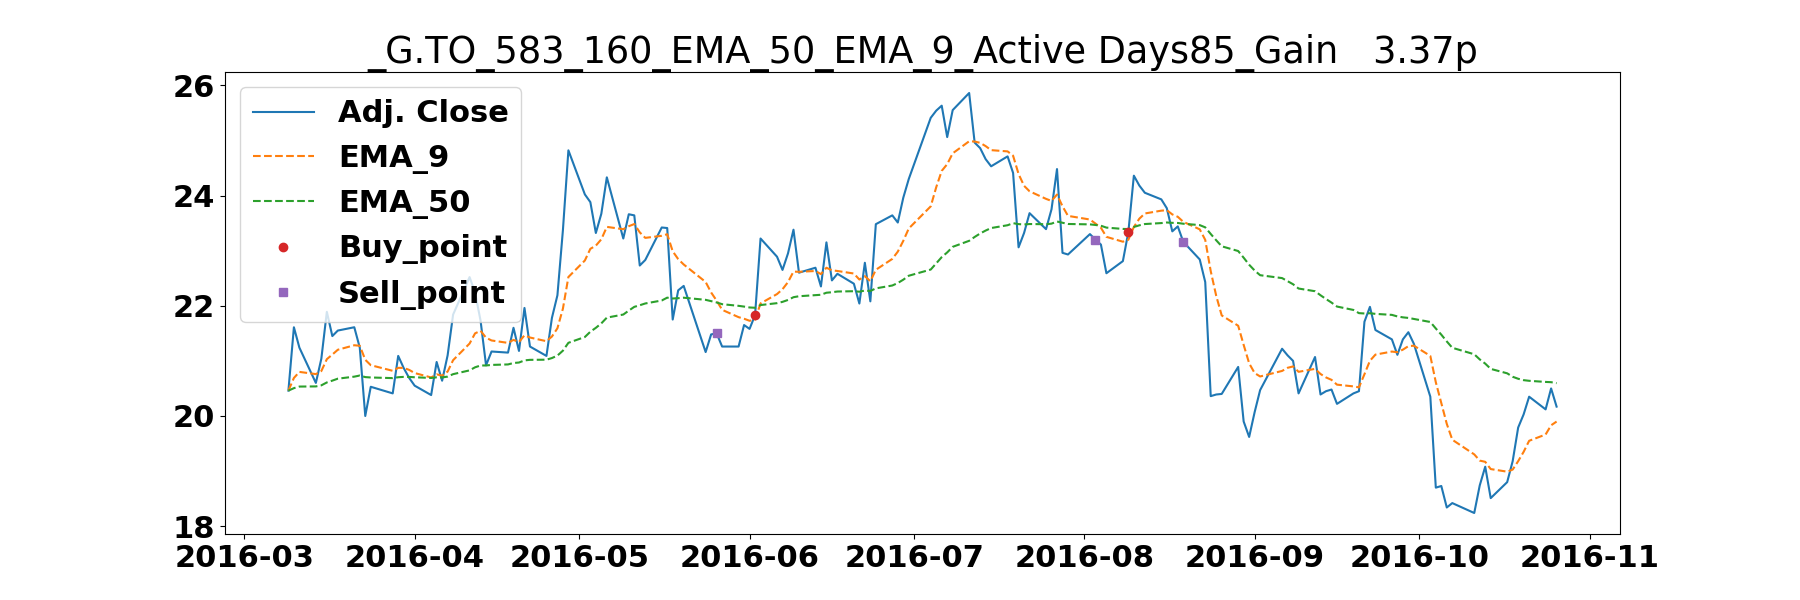 _G.TO_583_160_EMA_50_EMA_9_Active Days85_Gain   3.37p
26
24
22
20
18
Adj. Close
EMA_9
EMA_50
Buy_point
Sell_point
2016-03 2016-04 2016-05 2016-06 2016-07 2016-08 2016-09 2016-10 2016-11